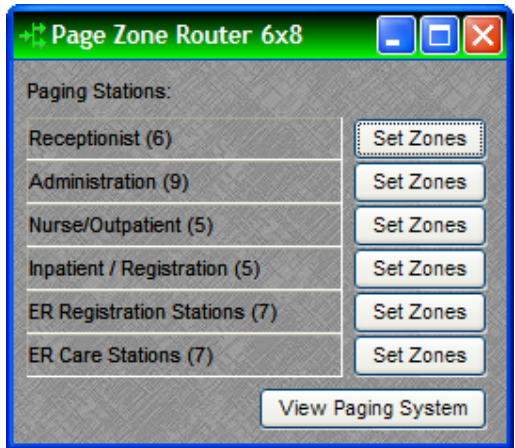 Page Zone Router 6x8
Paging Stations:
Receptionist (6) Set Zones
Administration (9) Set Zones
Nurse/Outpatient (5) Set Zones
Inpatient / Registration (5) Set Zones
ER Registration Stations (7) Set Zones
ER Care Stations (7) Set Zones
View Paging System